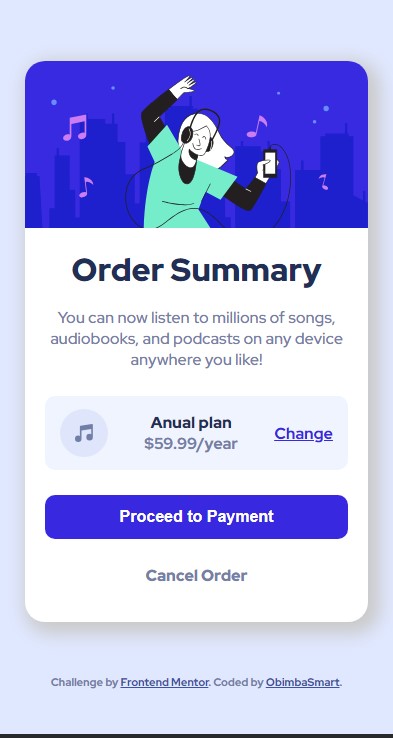 Order Summary
You can now listen to millions of songs,
audiobooks, and podcasts on any device
anywhere you like!
Anual plan
$59.99/year
Change
Proceed to Payment
Cancel Order
Challenge by Frontend Mentor. Coded by ObimbaSmart.